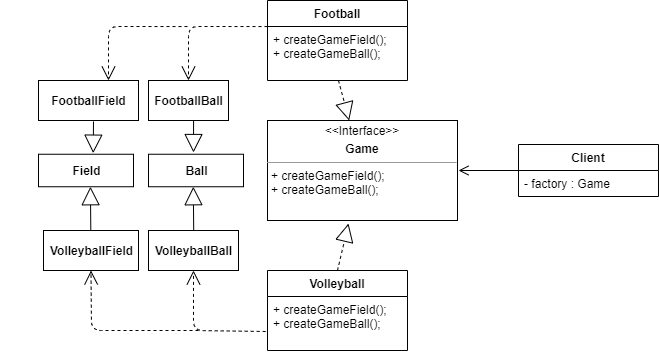 Football
+ createGameField();
+ createGameBall();
FootballField
FootballBall
<<Interface>>
Game
+ createGameField();
+ createGameBall();
Field
Ball
Client
- factory : Game
VolleyballField
VolleyballBall
Volleyball
+ createGameField();
+ createGameBall();